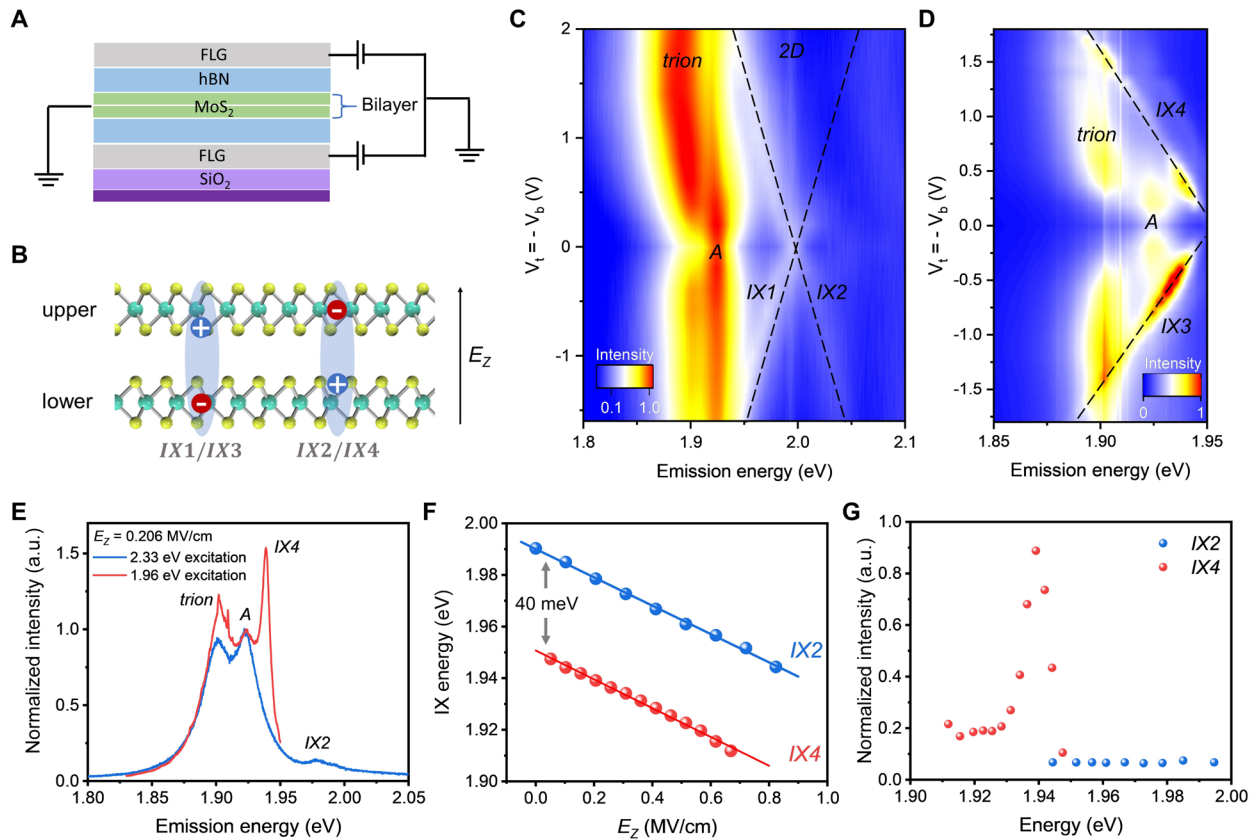 A
FLG
hBN
MoS₂
Bilayer
FLG
SiO₂
B
upper
lower
+
-
-
+
E_Z
IX1/IX3
IX2/IX4
C
V_t = - V_b (V)
2
1
0
-1
trion
2D
A
IX1
IX2
Intensity
0.1 1.0
1.8 1.9 2.0 2.1
Emission energy (eV)
D
V_t = - V_b (V)
1.5
1.0
0.5
0.0
-0.5
-1.0
-1.5
IX4
trion
A
IX3
Intensity
0 1
1.85 1.90 1.95
Emission energy (eV)
E
Normalized intensity (a.u.)
1.5
1.0
0.5
0.0
E_Z = 0.206 MV/cm
2.33 eV excitation
1.96 eV excitation
IX4
trion
A
IX2
1.80 1.85 1.90 1.95 2.00 2.05
Emission energy (eV)
F
IX energy (eV)
2.00
1.98
1.96
1.94
1.92
1.90
40 meV
IX2
IX4
0.0 0.2 0.4 0.6 0.8 1.0
E_Z (MV/cm)
G
Normalized intensity (a.u.)
1.0
0.8
0.6
0.4
0.2
0.0
IX2
IX4
1.90 1.92 1.94 1.96 1.98 2.00
Energy (eV)